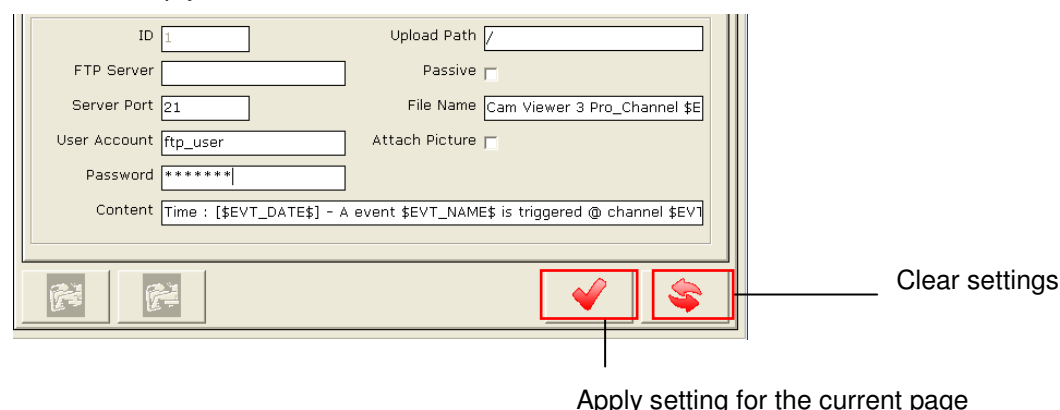 ID 1 Upload Path /
FTP Server Passive
Server Port 21 File Name Cam Viewer 3 Pro_Channel $E
User Account ftp_user Attach Picture
Password *******
Content Time : [$EVT_DATE$] - A event $EVT_NAME$ is triggered @ channel $EVT
Clear settings
Apply setting for the current page